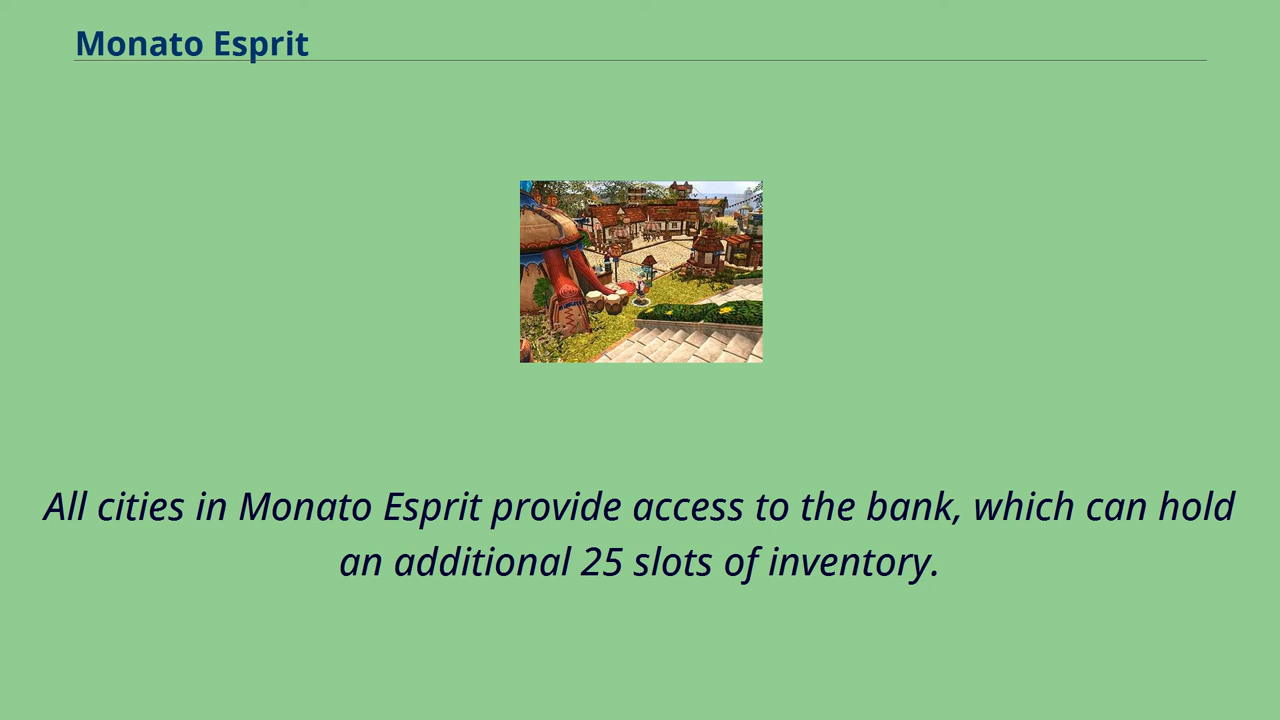 Monato Esprit
All cities in Monato Esprit provide access to the bank, which can hold
an additional 25 slots of inventory.